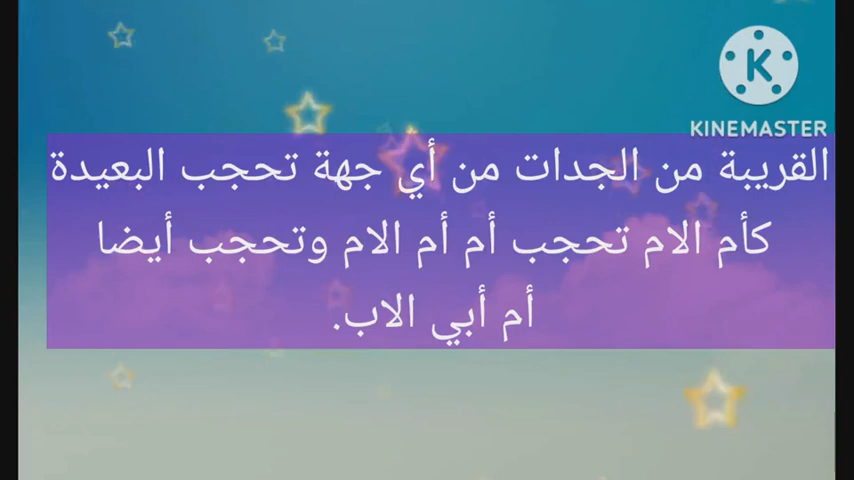 KINEMASTER
القريبة من الجدات من أي جهة تحجب البعيدة
كأم الام تحجب أم أم الام وتحجب أيضا
أم أبي الاب.